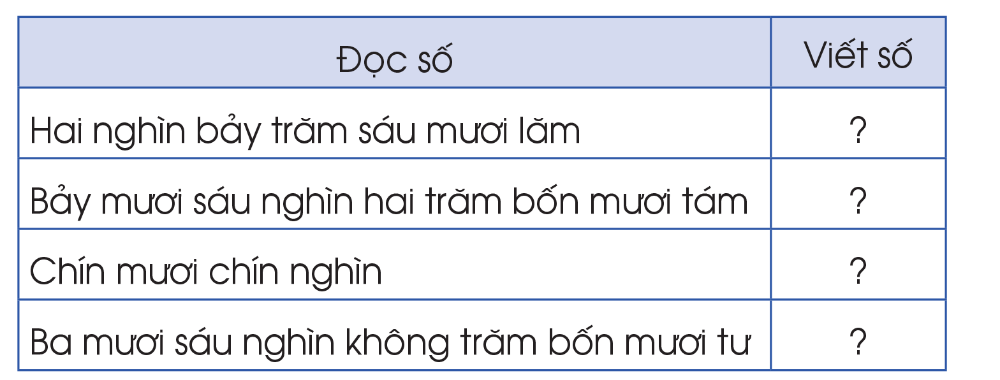 Đọc số
Viết số
Hai nghìn bảy trăm sáu mươi lăm
?
Bảy mươi sáu nghìn hai trăm bốn mươi tám
?
Chín mươi chín nghìn
?
Ba mươi sáu nghìn không trăm bốn mươi tư
?